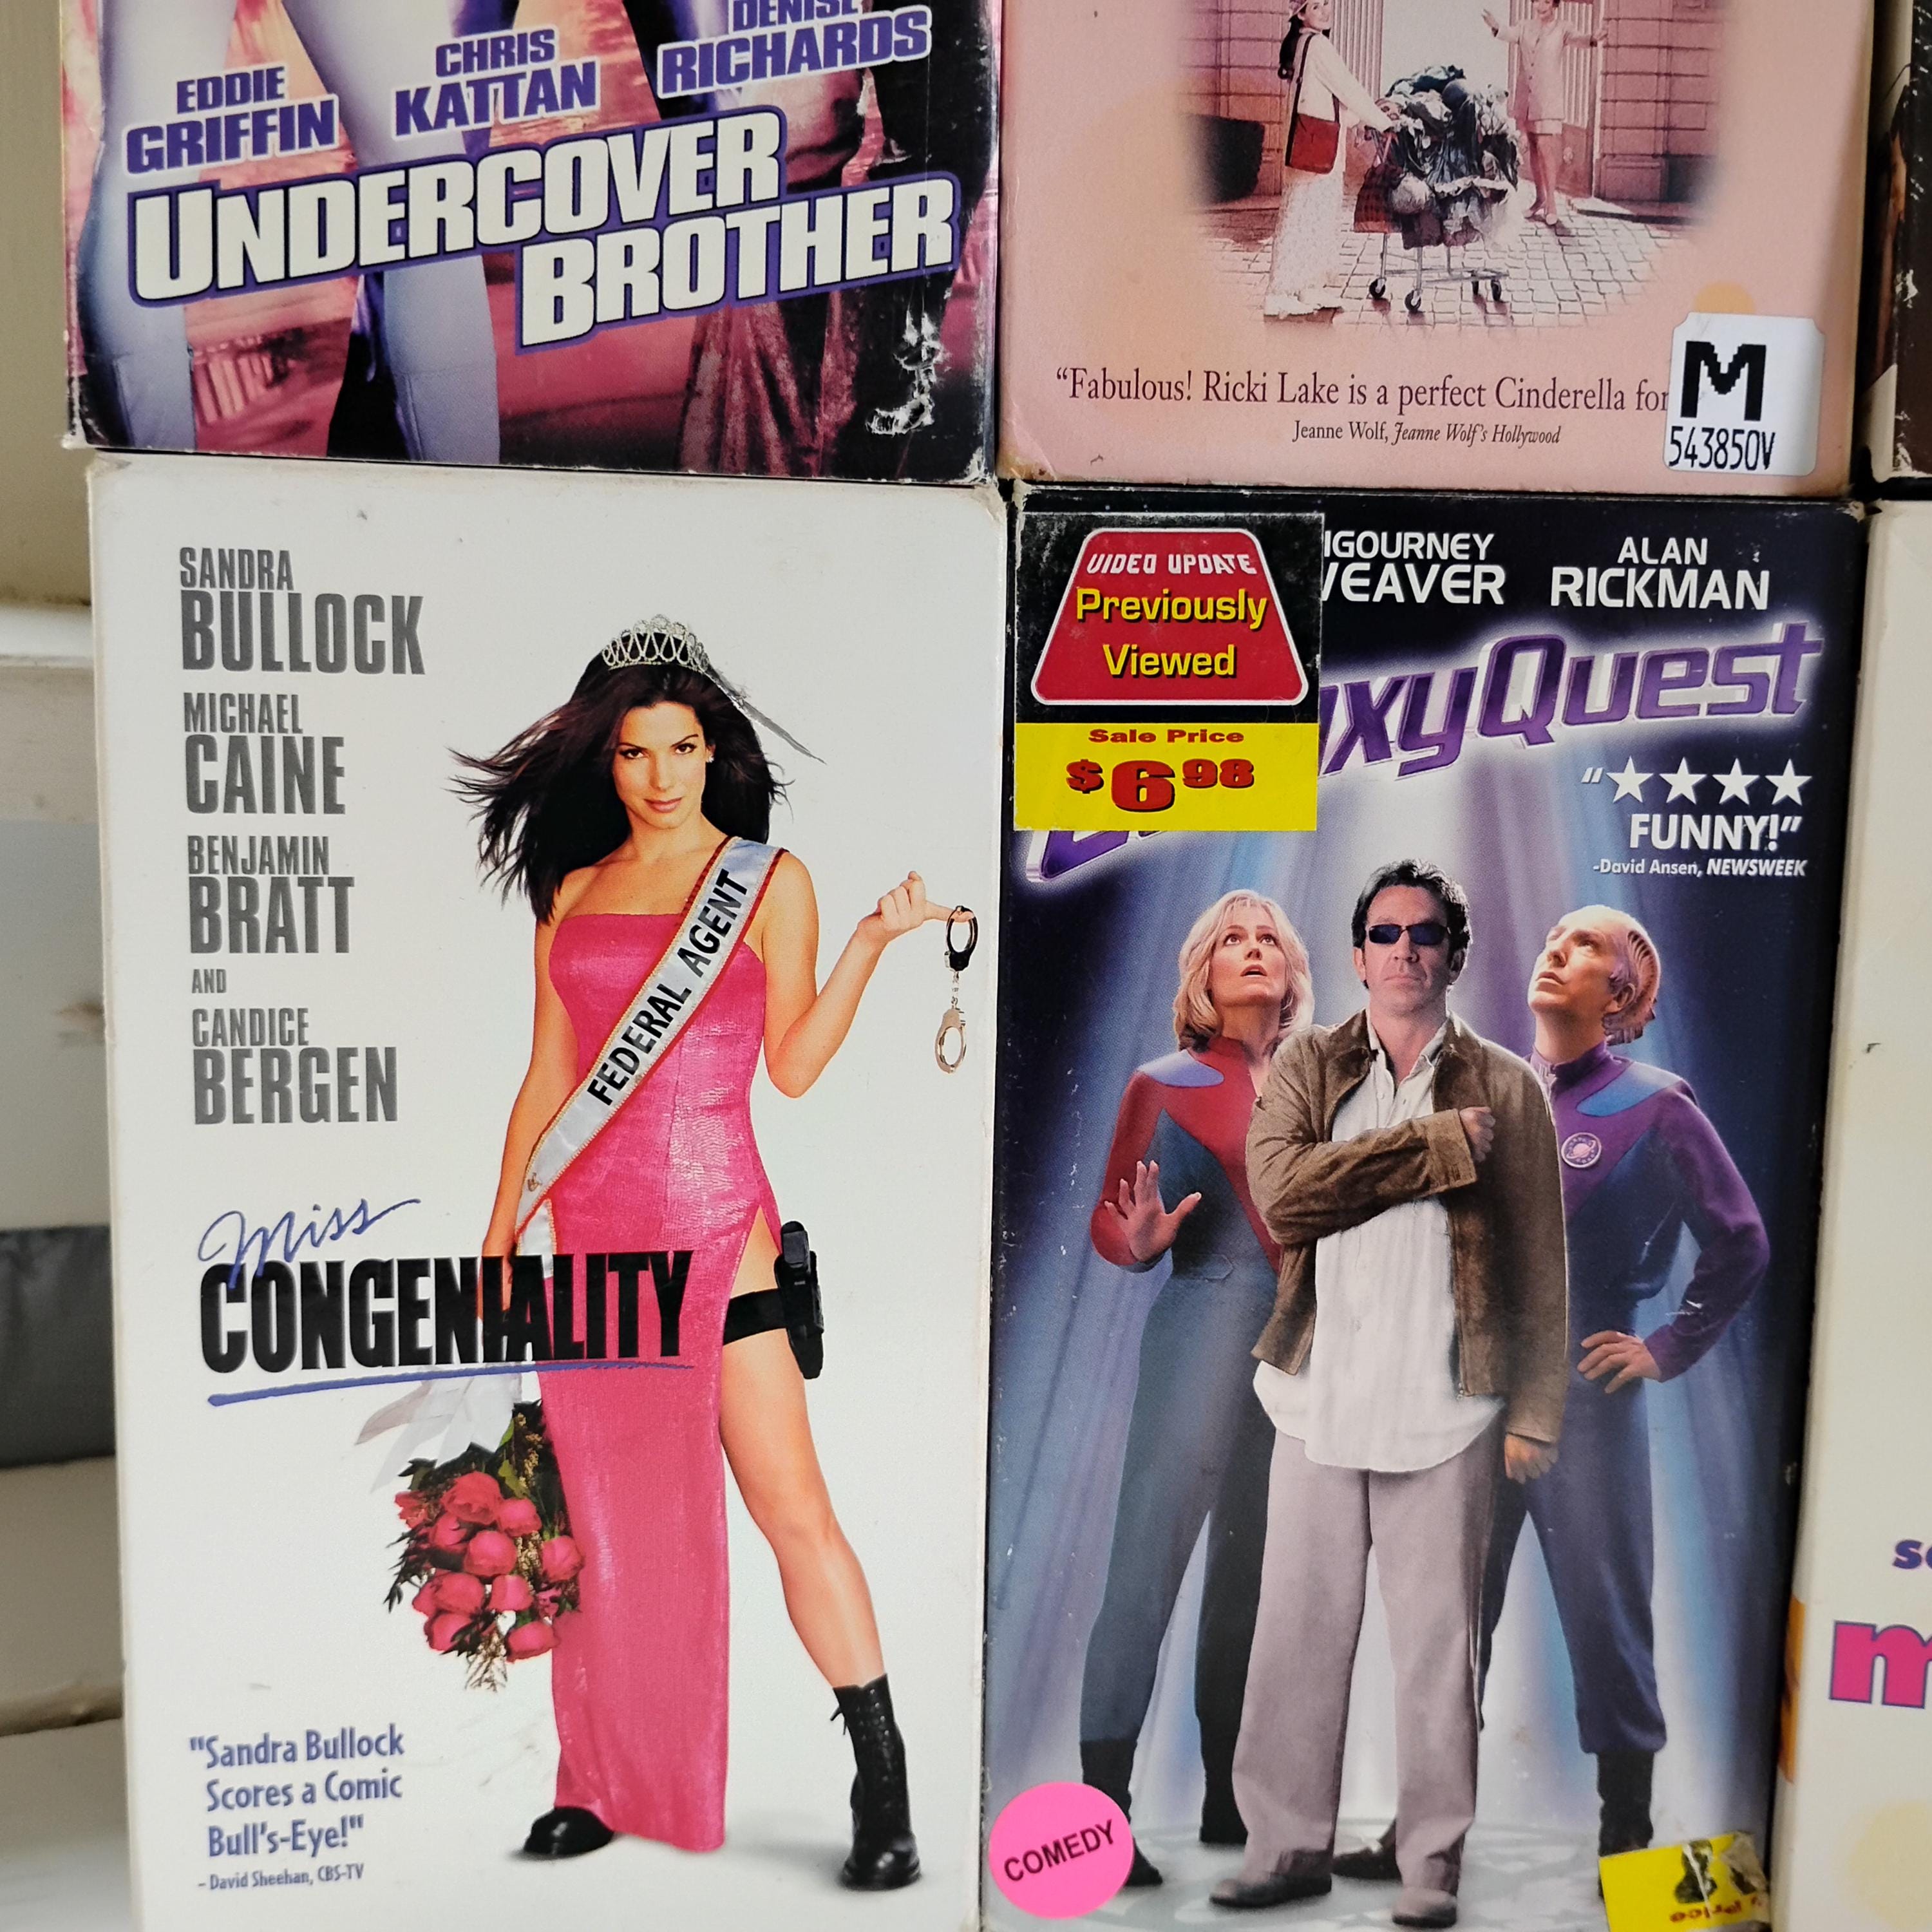 EDDIE
GRIFFIN
CHRIS
KATTAN
DENISE
RICHARDS
UNDERCOVER
BROTHER
"Fabulous! Ricki Lake is a perfect Cinderella for
Jeanne Wolf, Jeanne Wolf's Hollywood
M
543850V
SANDRA
BULLOCK
MICHAEL
CAINE
BENJAMIN
BRATT
AND
CANDICE
BERGEN
FEDERAL AGENT
Miss
CONGENIALITY
"Sandra Bullock
Scores a Comic
Bull's-Eye!"
- David Sheehan, CBS-TV
VIDEO UPDATE
Previously
Viewed
Sale Price
$6 98
IGOURNEY
EAVER
ALAN
RICKMAN
axyQuest
"★★★★
FUNNY!"
-David Ansen, NEWSWEEK
COMEDY
price
s
m